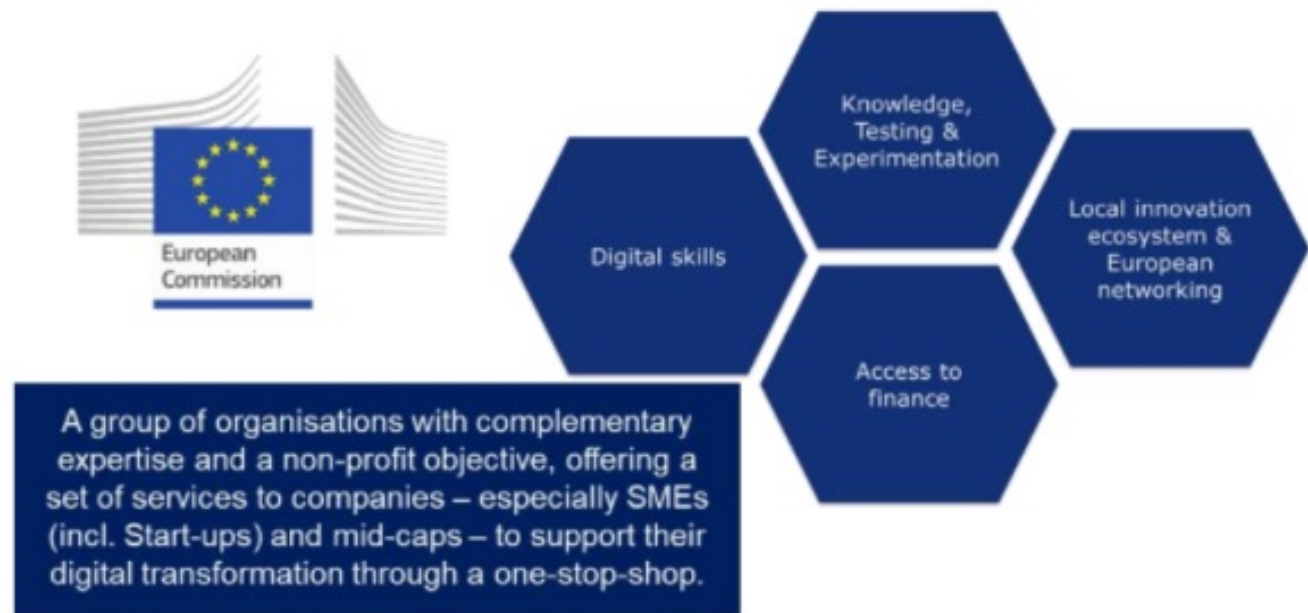 European
Commission
Knowledge,
Testing &
Experimentation
Digital skills
Local innovation
ecosystem &
European
networking
Access to
finance
A group of organisations with complementary
expertise and a non-profit objective, offering a
set of services to companies – especially SMEs
(incl. Start-ups) and mid-caps – to support their
digital transformation through a one-stop-shop.